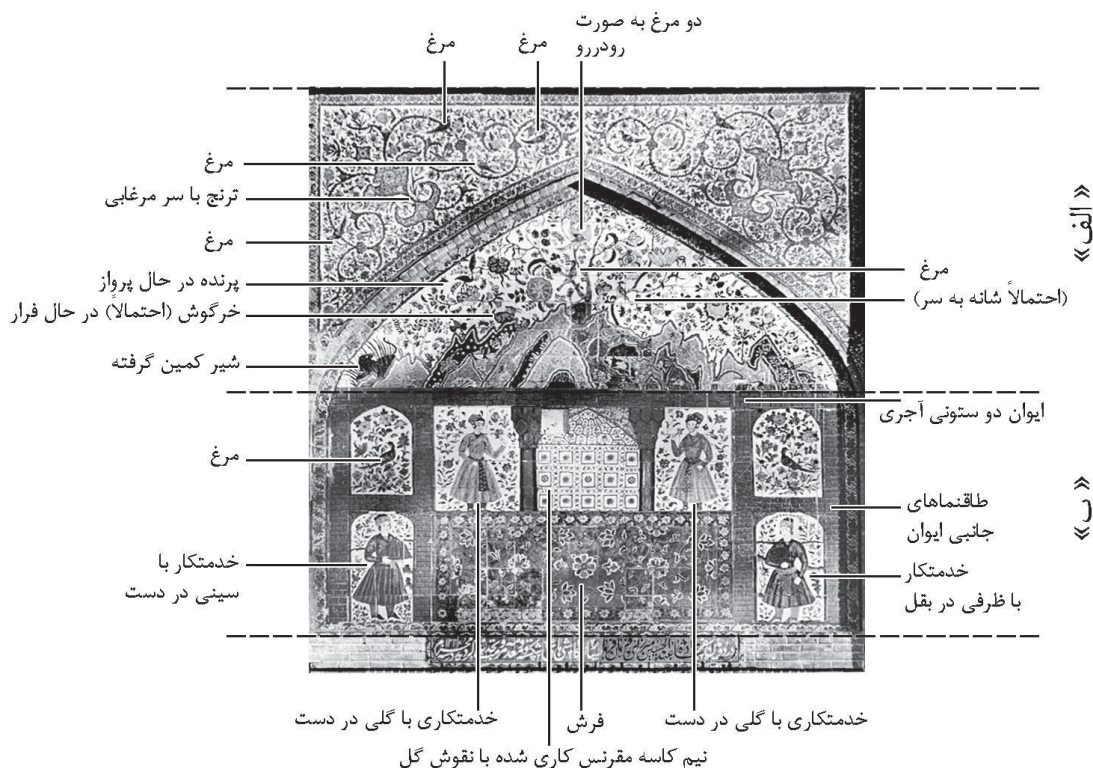 دو مرغ به صورت
رودررو
مرغ
مرغ
مرغ
ترنج با سر مرغابی
مرغ
پرنده در حال پرواز
خرگوش (احتمالاً) در حال فرار
شیر کمین گرفته
مرغ
(احتمالاً شانه به سر)
«الف»
ایوان دو ستونی آجری
مرغ
طاقنماهای
جانبی ایوان
«ب»
خدمتکار با
سینی در دست
خدمتکار
با ظرفی در بقل
خدمتکاری با گلی در دست
فرش
خدمتکاری با گلی در دست
نیم کاسه مقرنس کاری شده با نقوش گل